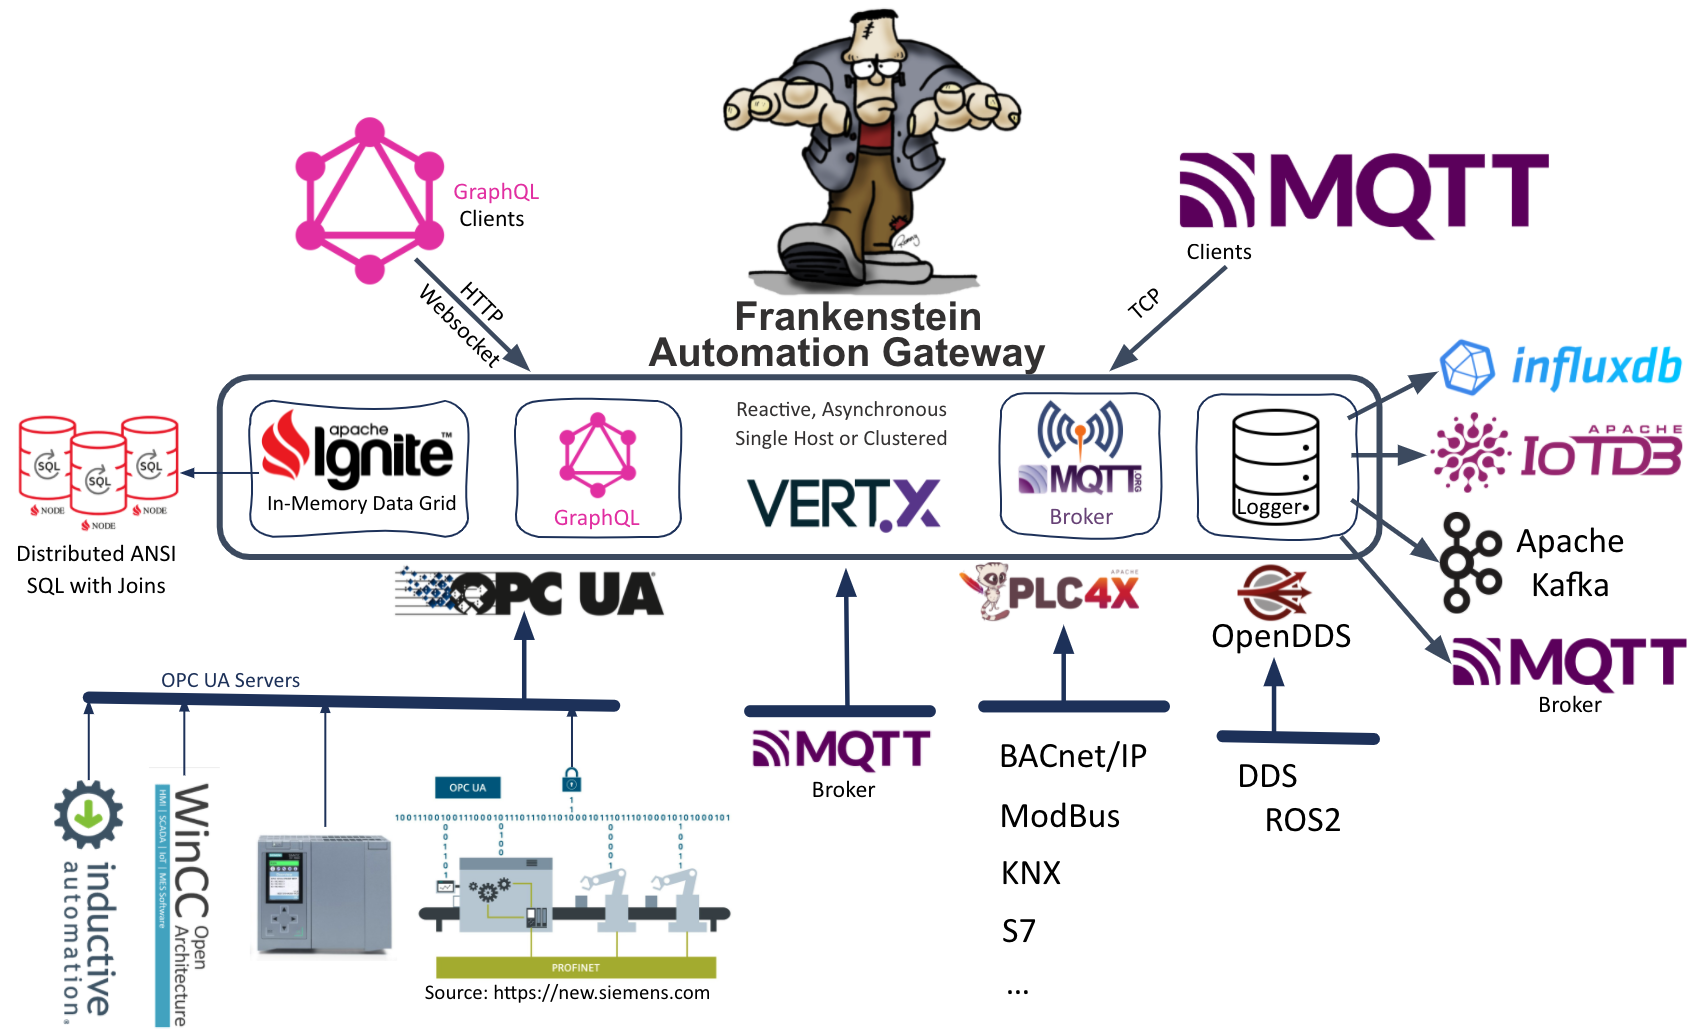 GraphQL
Clients
HTTP
Websocket
Frankenstein
Automation Gateway
MQTT
Clients
TCP
apache
Ignite™
In-Memory Data Grid
GraphQL
Reactive, Asynchronous
Single Host or Clustered
VERT.X
MQTT.ORG
Broker
Logger
influxdb
APACHE
IoTDB
Apache
Kafka
MQTT
Broker
SQL
SQL
SQL
NODE
NODE
NODE
Distributed ANSI
SQL with Joins
OPC UA
APACHE
PLC4X
OpenDDS
OPC UA Servers
MQTT
Broker
BACnet/IP
ModBus
KNX
S7
...
DDS
ROS2
inductive
automation
WinCC Open
Architecture
HMI | SCADA | IoT | MES Software
SIEMENS
OPC UA
PROFINET
Source: https://new.siemens.com